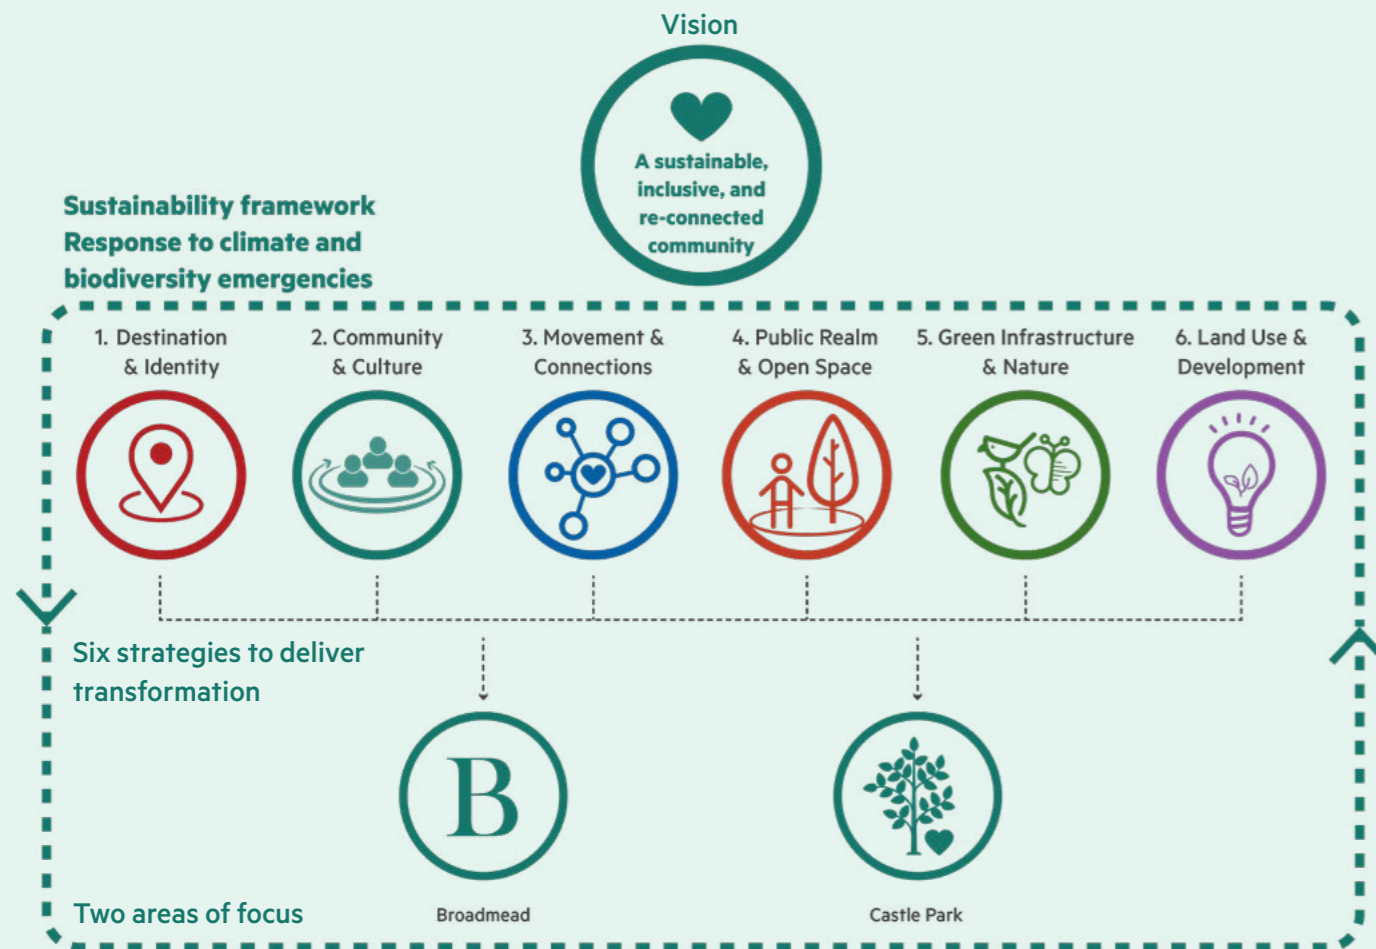 Vision
A sustainable,
inclusive, and
re-connected
community
Sustainability framework
Response to climate and
biodiversity emergencies
1. Destination
& Identity
2. Community
& Culture
3. Movement &
Connections
4. Public Realm
& Open Space
5. Green Infrastructure
& Nature
6. Land Use &
Development
Six strategies to deliver
transformation
B
Two areas of focus
Broadmead
Castle Park